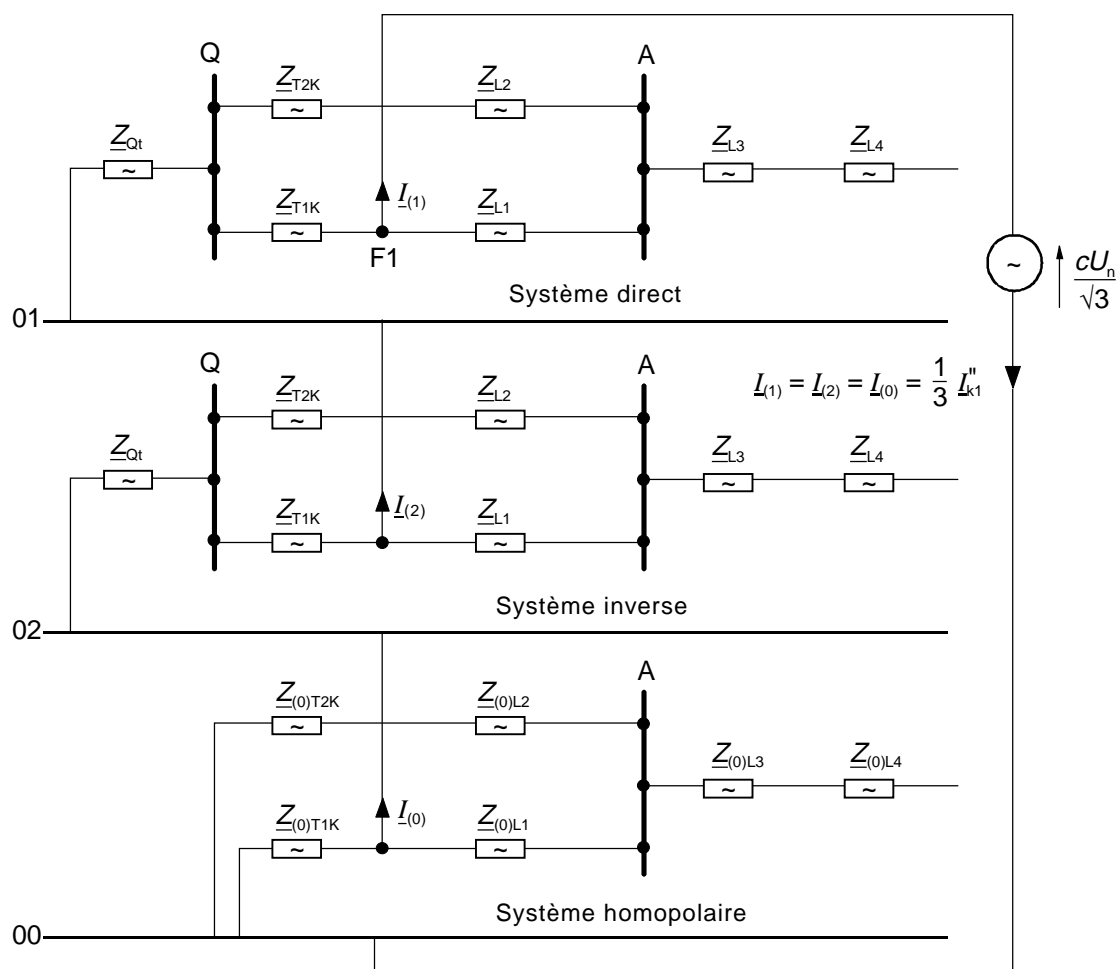 Q
A
Z_T2K
Z_L2
Z_Qt
~
~
Z_L3
Z_L4
~
~
~
Z_T1K
I_(1)
Z_L1
~
~
F1
~
cU_n
√3
Système direct
01
Q
A
Z_T2K
Z_L2
I_(1) = I_(2) = I_(0) = 1/3 I''_k1
~
~
Z_Qt
Z_L3
Z_L4
~
~
~
Z_T1K
I_(2)
Z_L1
~
~
Système inverse
02
A
Z_(0)T2K
Z_(0)L2
~
~
Z_(0)L3
Z_(0)L4
~
~
Z_(0)T1K
I_(0)
Z_(0)L1
~
~
Système homopolaire
00